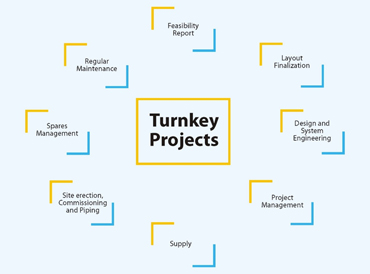 Feasibility
Report
Regular
Maintenance
Layout
Finalization
Spares
Management
Turnkey
Projects
Design and
System
Engineering
Site erection,
Commissioning
and Piping
Project
Management
Supply